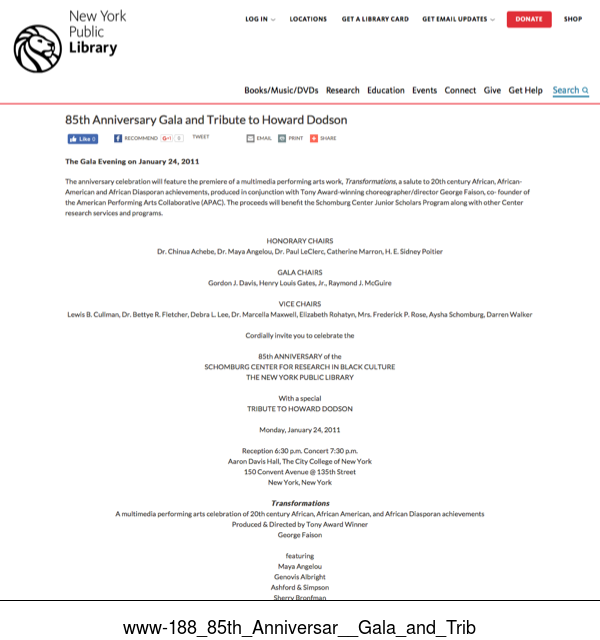 New York
Public
Library
LOG IN
LOCATIONS
GET A LIBRARY CARD
GET EMAIL UPDATES
DONATE
SHOP
Books/Music/DVDs Research Education Events Connect Give Get Help Search
85th Anniversary Gala and Tribute to Howard Dodson
Like 0 RECOMMEND G+1 0 TWEET EMAIL PRINT SHARE
The Gala Evening on January 24, 2011
The anniversary celebration will feature the premiere of a multimedia performing arts work, Transformations, a salute to 20th century African, African-
American and African Diasporan achievements, produced in conjunction with Tony Award-winning choreographer/director George Faison, co- founder of
the American Performing Arts Collaborative (APAC). The proceeds will benefit the Schomburg Center Junior Scholars Program along with other Center
research services and programs.
HONORARY CHAIRS
Dr. Chinua Achebe, Dr. Maya Angelou, Dr. Paul LeClerc, Catherine Marron, H. E. Sidney Poitier
GALA CHAIRS
Gordon J. Davis, Henry Louis Gates, Jr., Raymond J. McGuire
VICE CHAIRS
Lewis B. Cullman, Dr. Bettye R. Fletcher, Debra L. Lee, Dr. Marcella Maxwell, Elizabeth Rohatyn, Mrs. Frederick P. Rose, Aysha Schomburg, Darren Walker
Cordially invite you to celebrate the
85th ANNIVERSARY of the
SCHOMBURG CENTER FOR RESEARCH IN BLACK CULTURE
THE NEW YORK PUBLIC LIBRARY
With a special
TRIBUTE TO HOWARD DODSON
Monday, January 24, 2011
Reception 6:30 p.m. Concert 7:30 p.m.
Aaron Davis Hall, The City College of New York
150 Convent Avenue @ 135th Street
New York, New York
Transformations
A multimedia performing arts celebration of 20th century African, African American, and African Diasporan achievements
Produced & Directed by Tony Award Winner
George Faison
featuring
Maya Angelou
Genovis Albright
Ashford & Simpson
Sherry Bronfman
www-188_85th_Anniversar__Gala_and_Trib